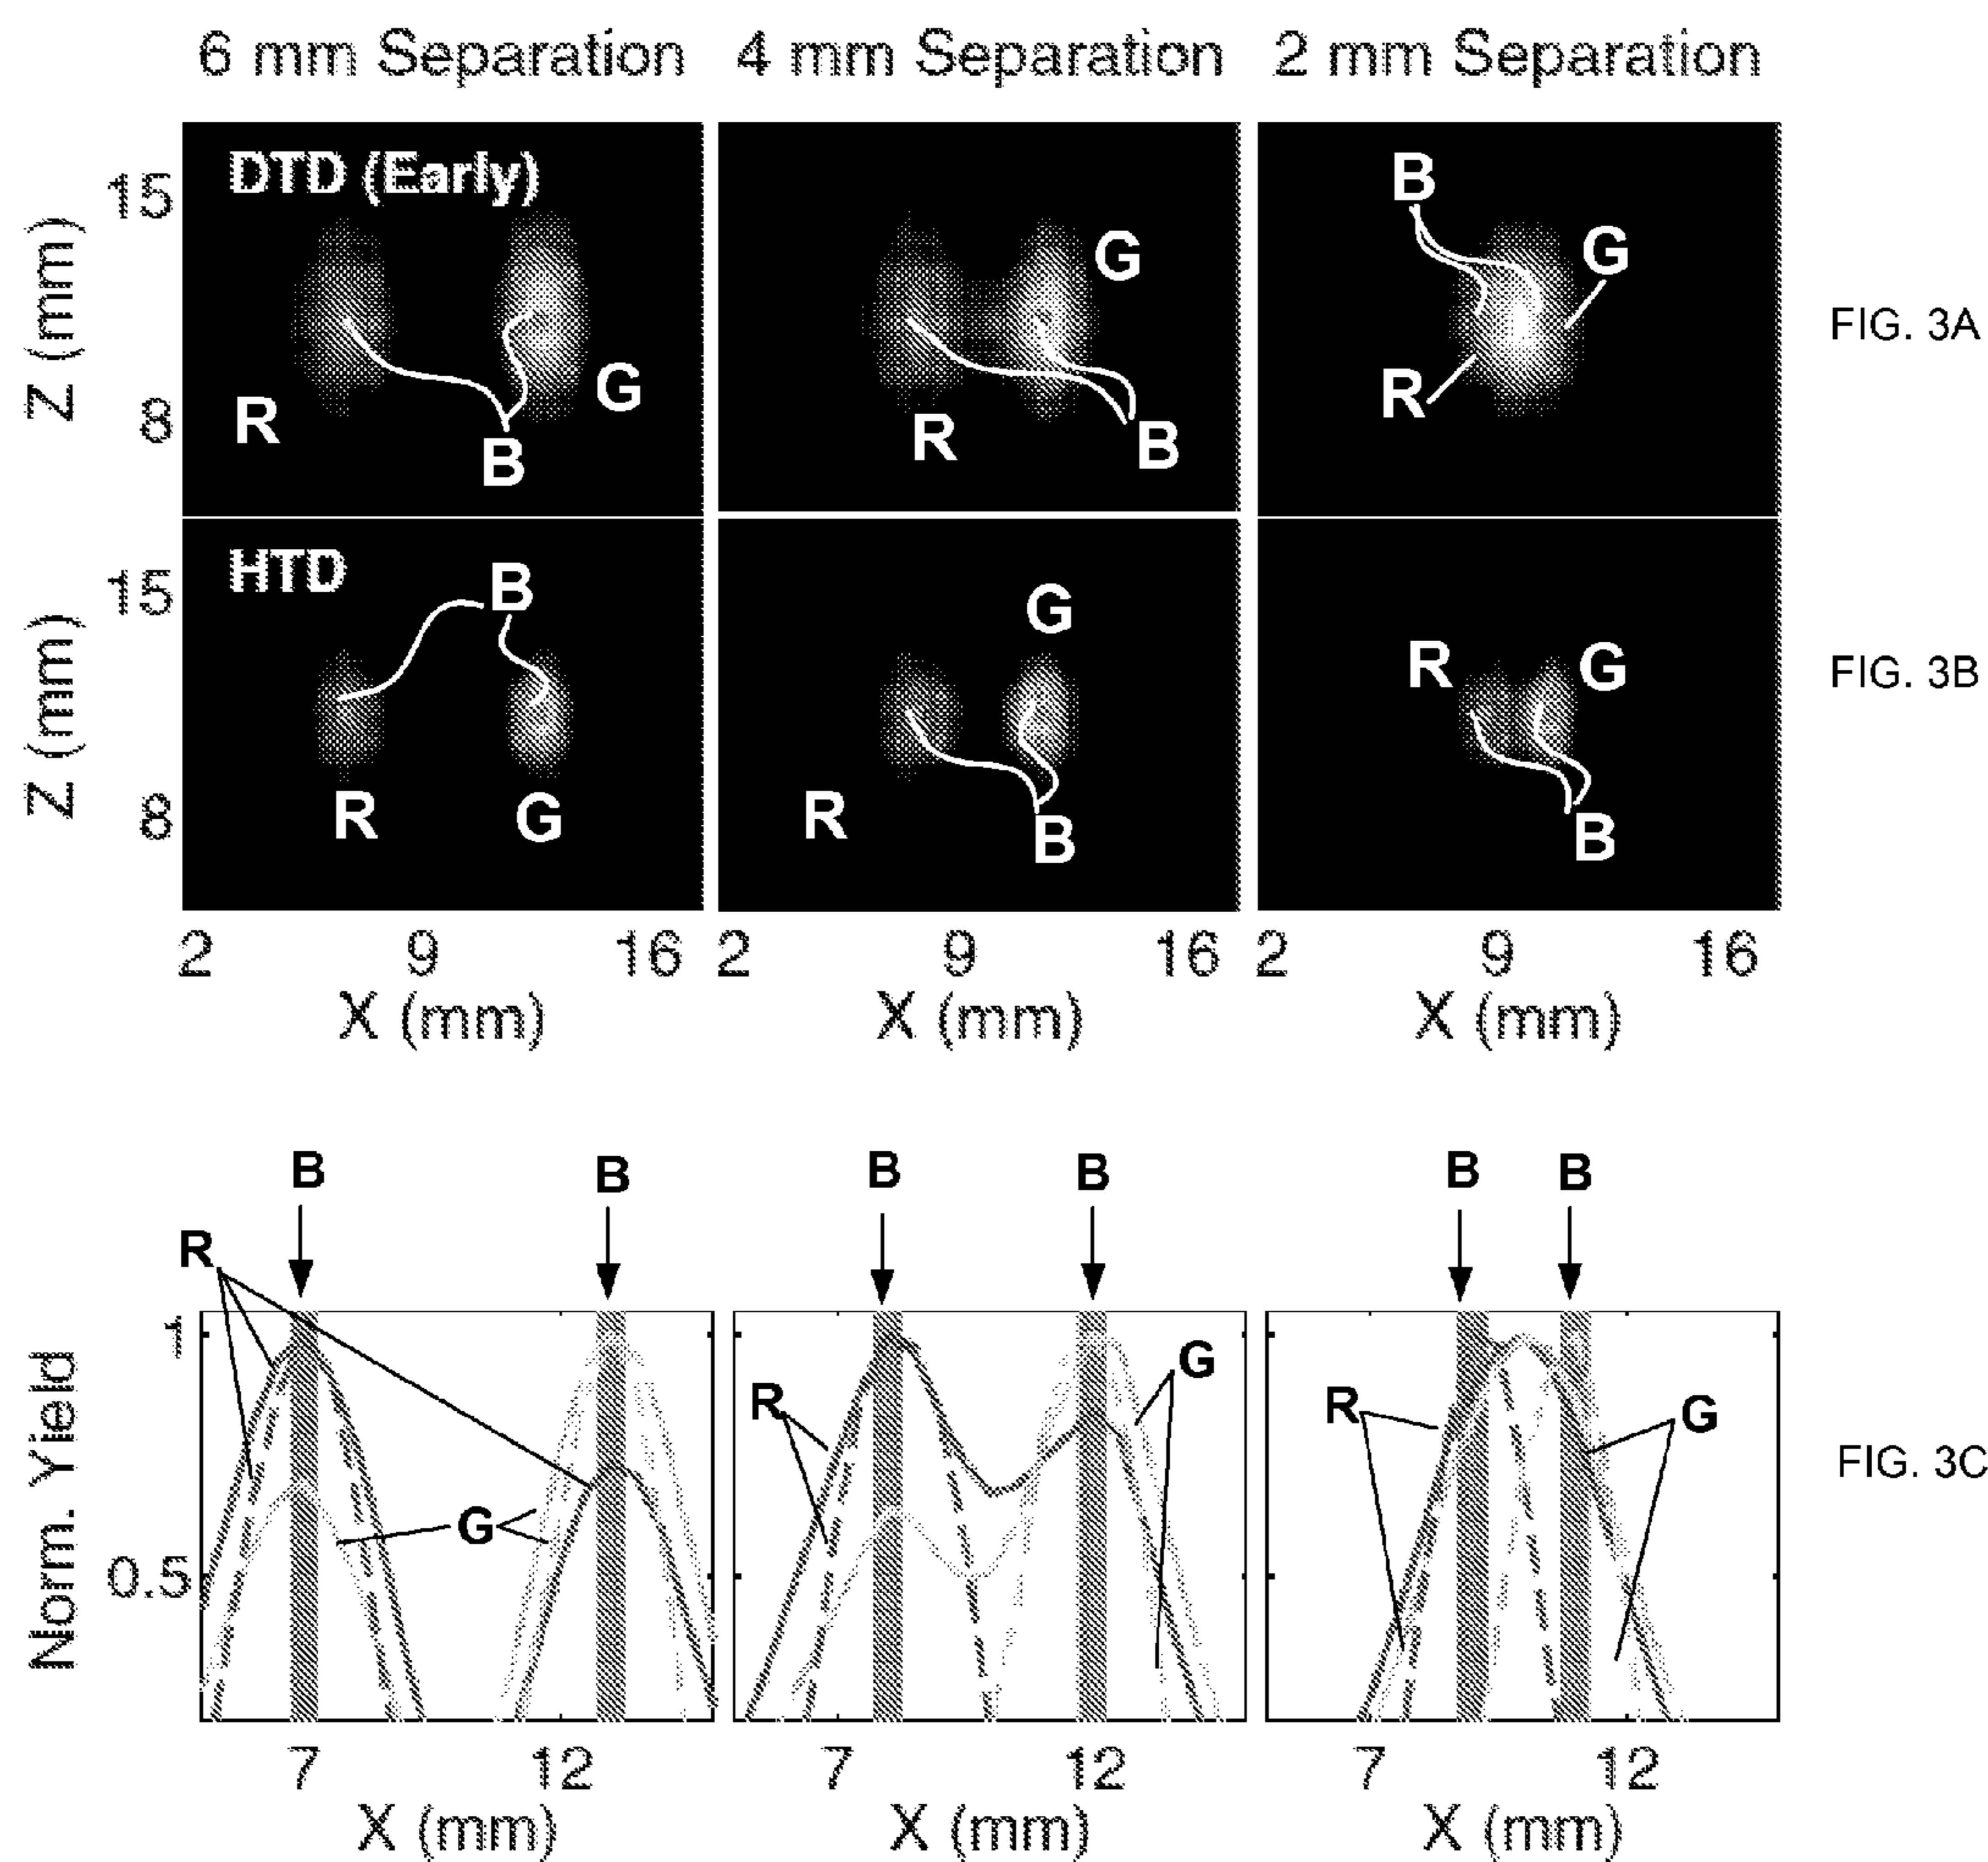 6 mm Separation 4 mm Separation 2 mm Separation
DTD (Early)
15
Z (mm)
8
R
B
G
G
R
B
B
G
R
FIG. 3A
HTD
15
Z (mm)
8
B
R
G
G
R
B
R
G
B
FIG. 3B
2 9 16 2 9 16 2 9 16
X (mm) X (mm) X (mm)
B B B B B B
R
1
Norm. Yield
0.5
G
R
G
R
G
FIG. 3C
7 12 7 12 7 12
X (mm) X (mm) X (mm)